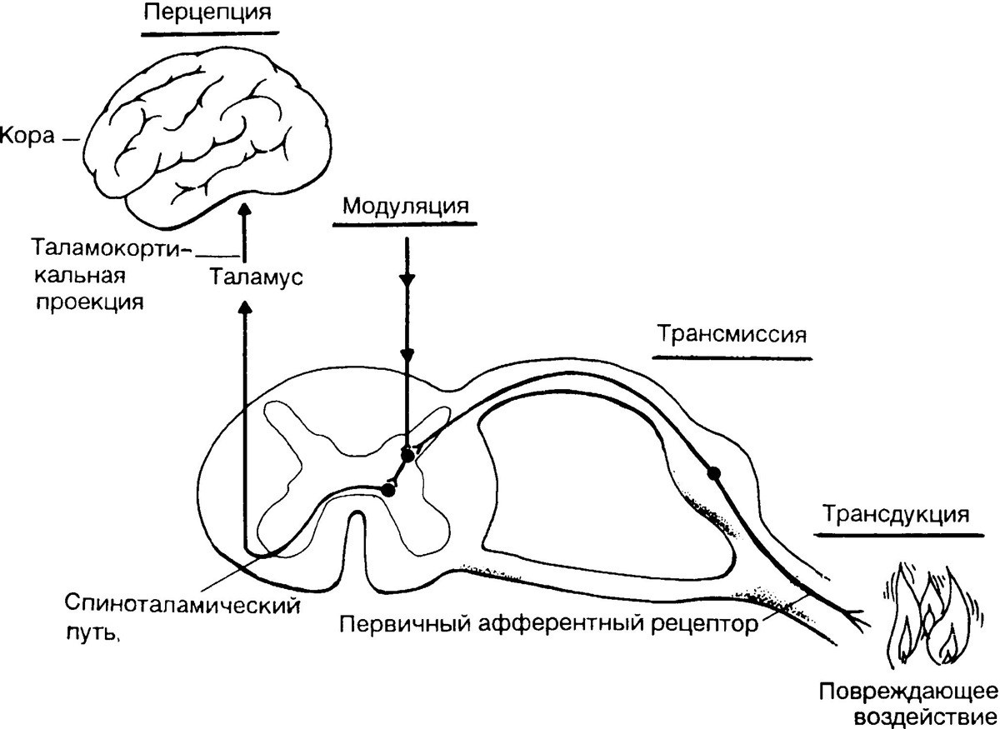 Перцепция
Кора
Модуляция
Таламокорти-
кальная
проекция
Таламус
Трансмиссия
Трансдукция
Спиноталамический
путь.
Первичный афферентный рецептор
Повреждающее
воздействие